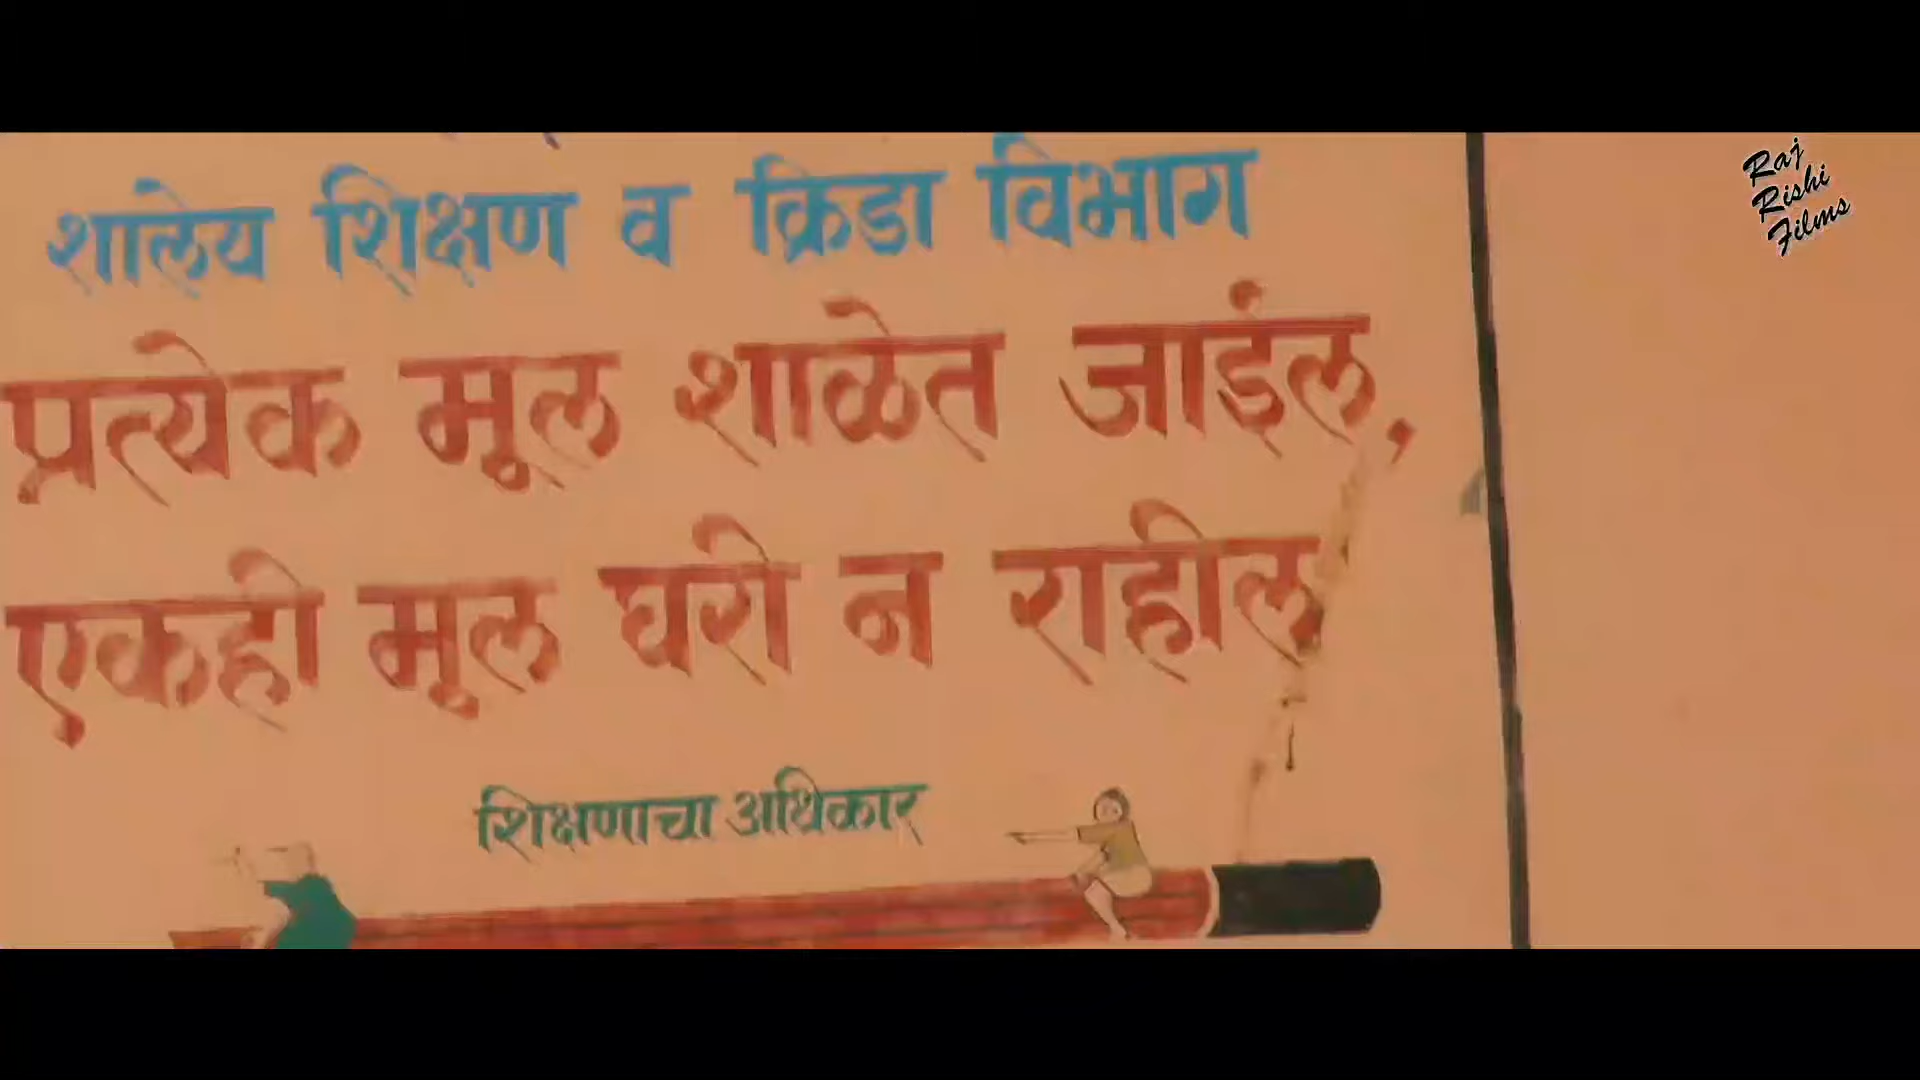 शालेय शिक्षण व क्रिडा विभाग
प्रत्येक मूल शाळेत जाईल,
एकही मूल घरी न राहील
शिक्षणाचा अधिकार
Raj
Rishi
Films